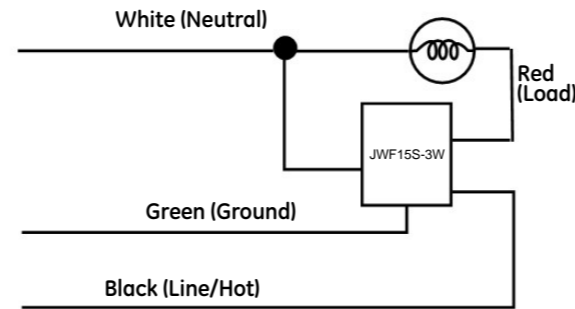 White (Neutral)
Red
(Load)
JWF15S-3W
Green (Ground)
Black (Line/Hot)